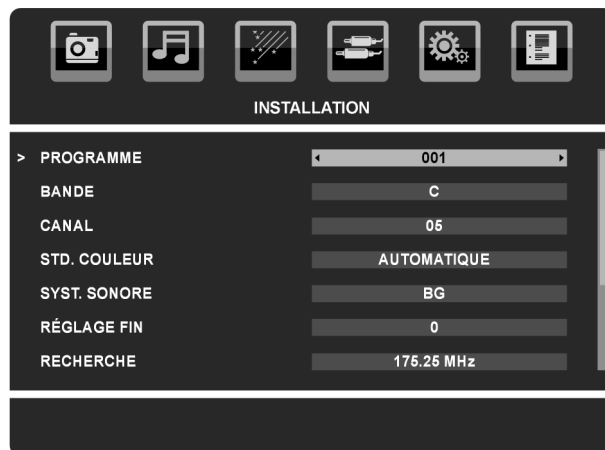 INSTALLATION
> PROGRAMME 001
BANDE C
CANAL 05
STD. COULEUR AUTOMATIQUE
SYST. SONORE BG
RÉGLAGE FIN 0
RECHERCHE 175.25 MHz